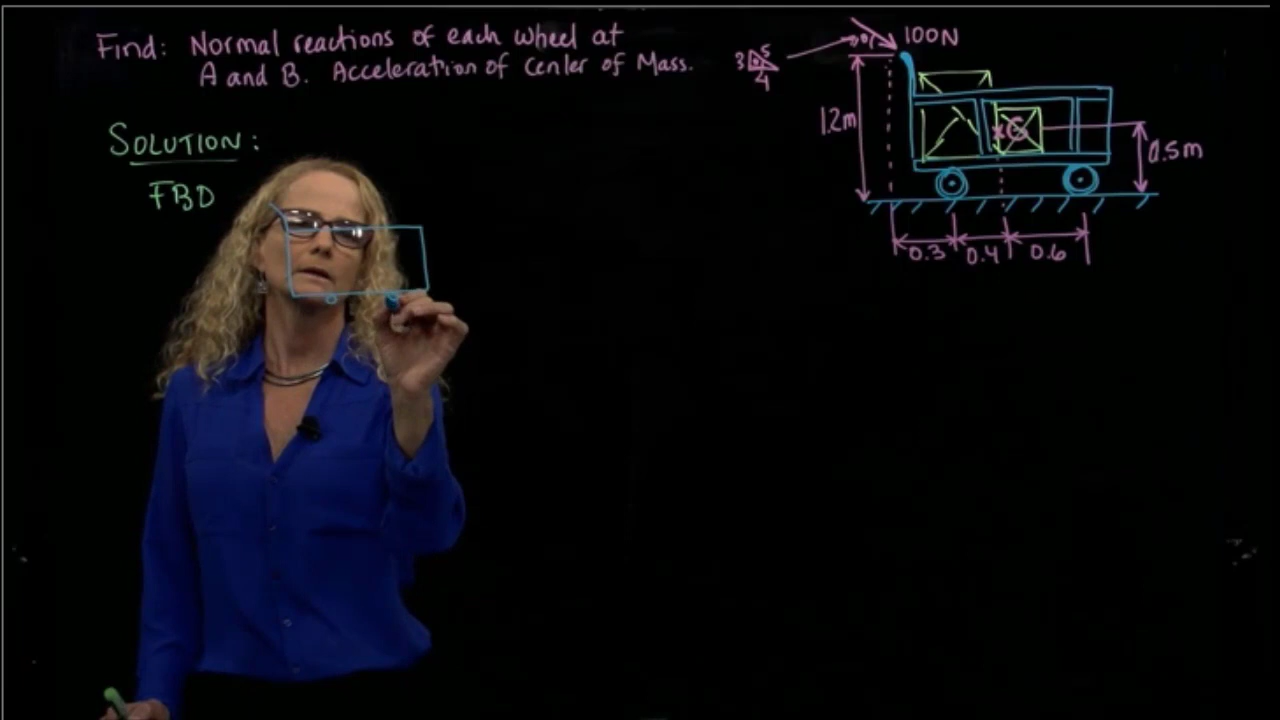 Find: Normal reactions of each wheel at
A and B. Acceleration of Center of Mass.
3 5
4
100N
1.2m
G
0.5m
0.3 0.4 0.6
SOLUTION:
FBD